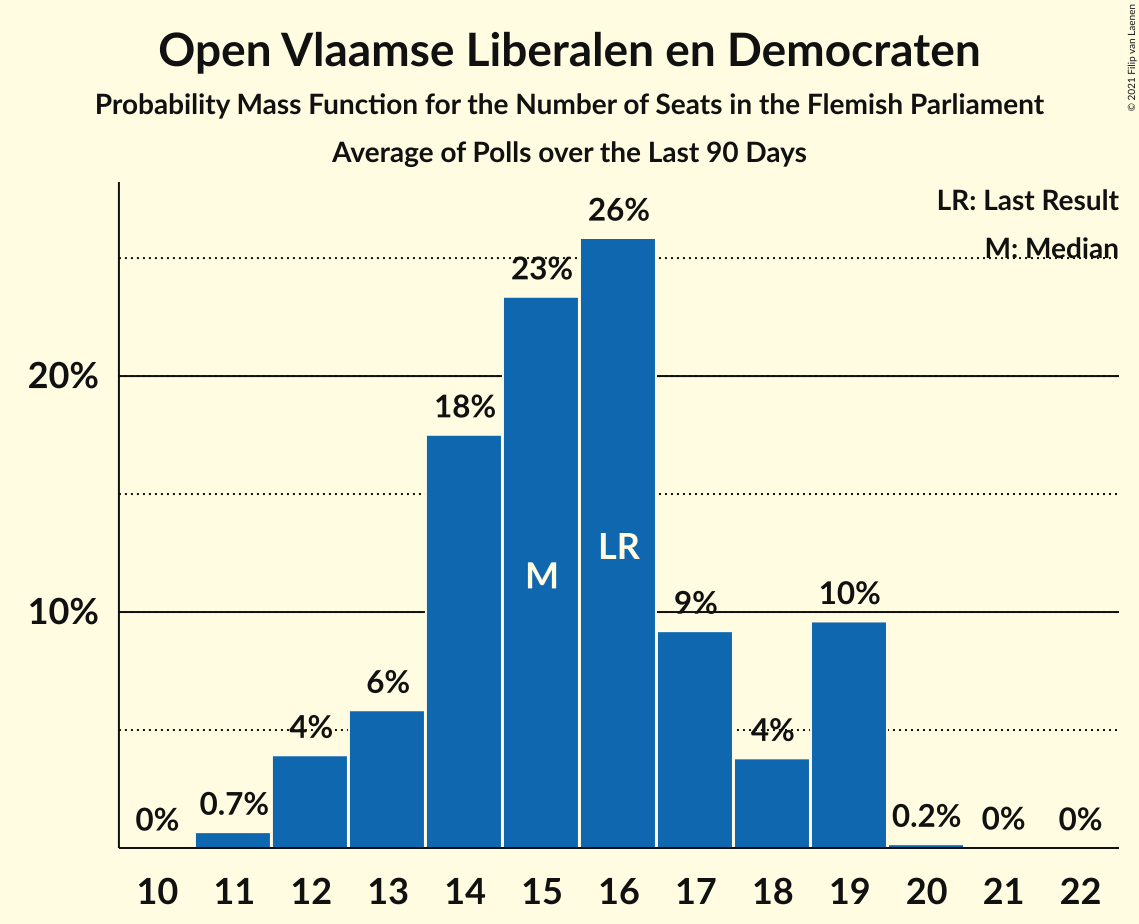 Open Vlaamse Liberalen en Democraten
Probability Mass Function for the Number of Seats in the Flemish Parliament
Average of Polls over the Last 90 Days
© 2021 Filip van Laenen
LR: Last Result
M: Median
26%
23%
20%
18%
LR
M
10%
9%
10%
6%
4%
4%
0%
0.7%
0.2%
0%
0%
10 11 12 13 14 15 16 17 18 19 20 21 22